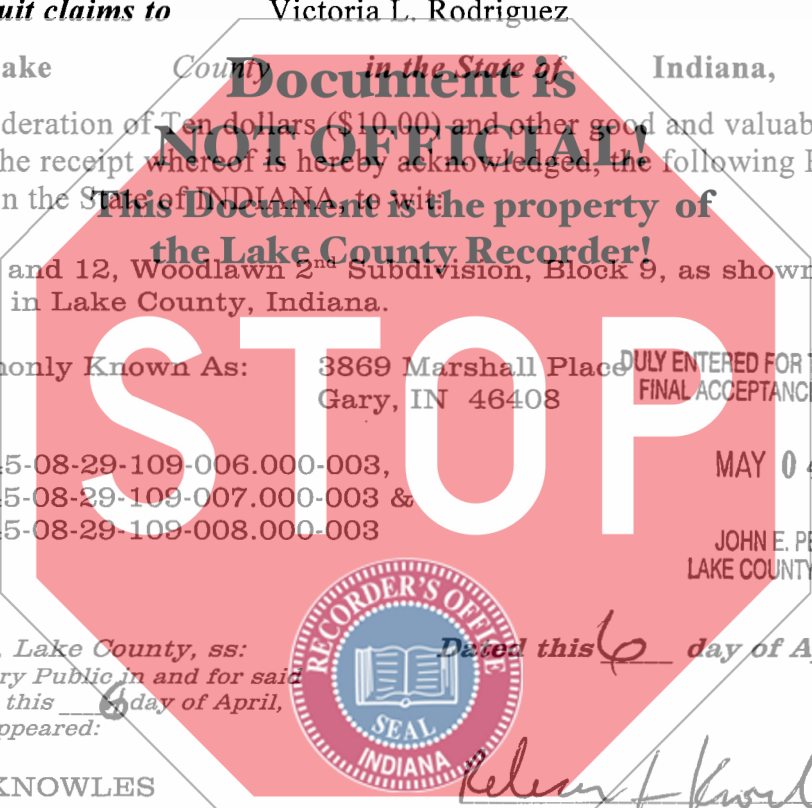 uit claims to Victoria L. Rodriguez
ake County in the State of Indiana,
Document is
deration of Ten dollars ($10.00) and other good and valuab
NOT OFFICIAL!
he receipt whereof is hereby acknowledged, the following
n the State of INDIANA, to wit:
This Document is the property of
the Lake County Recorder!
and 12, Woodlawn 2nd Subdivision, Block 9, as shown
in Lake County, Indiana.
STOP
monly Known As: 3869 Marshall Place
Gary, IN 46408
DULY ENTERED FOR
FINAL ACCEPTANC
5-08-29-109-006.000-003,
5-08-29-109-007.000-003 &
5-08-29-109-008.000-003
MAY 04
JOHN E. PE
LAKE COUNTY
RECORDER'S OFFICE
SEAL
INDIANA
, Lake County, ss:
ry Public in and for said
this 6 day of April,
ppeared:
Dated this 6 day of A
KNOWLES